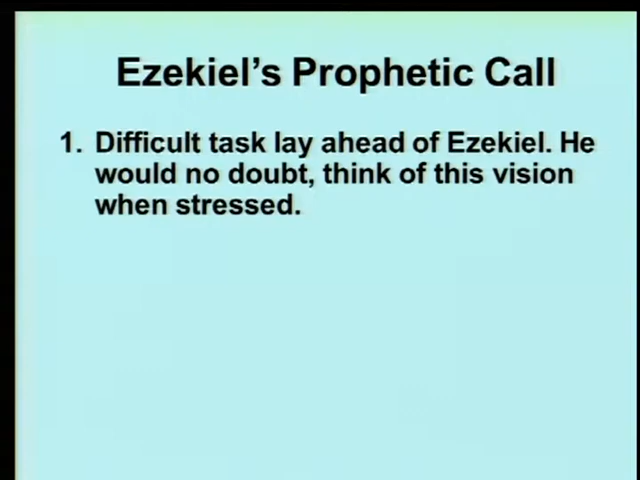 Ezekiel's Prophetic Call
1. Difficult task lay ahead of Ezekiel. He
would no doubt, think of this vision
when stressed.